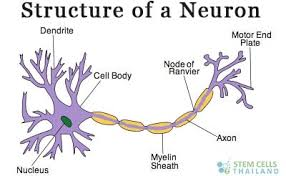 Structure of a Neuron
Dendrite
Motor End
Plate
Node of
Ranvier
Cell Body
Axon
Myelin
Sheath
Nucleus
STEM CELLS
THAILAND